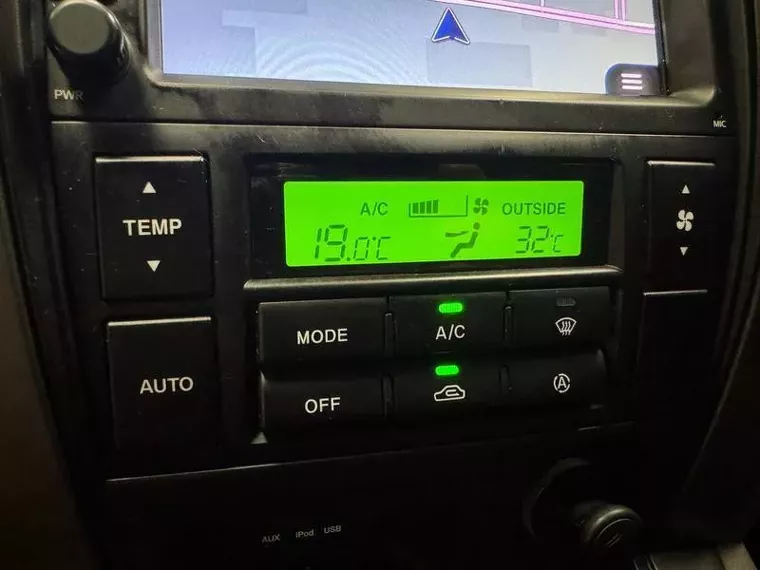 PWR
MIC
TEMP
A/C
OUTSIDE
19.0°C
32°C
MODE
A/C
AUTO
OFF
A
AUX
iPod
USB